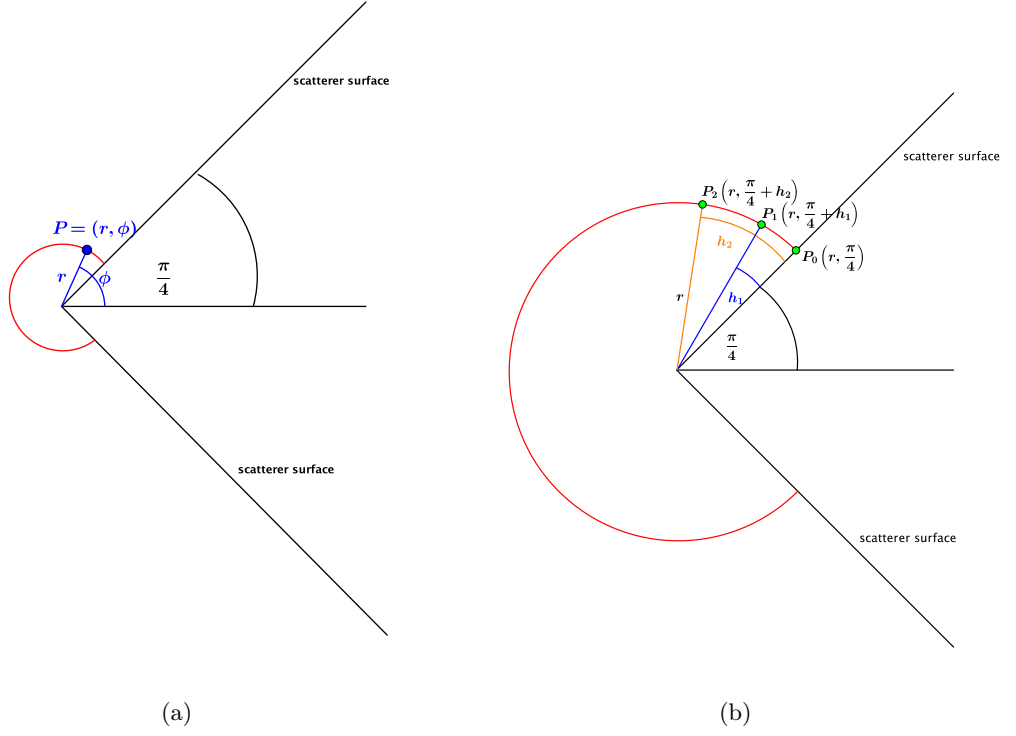 scatterer surface
P = (r, ϕ)
r
ϕ
π/4
scatterer surface
(a)
scatterer surface
P₂(r, π/4 + h₂)
P₁(r, π/4 + h₁)
P₀(r, π/4)
h₂
r
h₁
π/4
scatterer surface
(b)